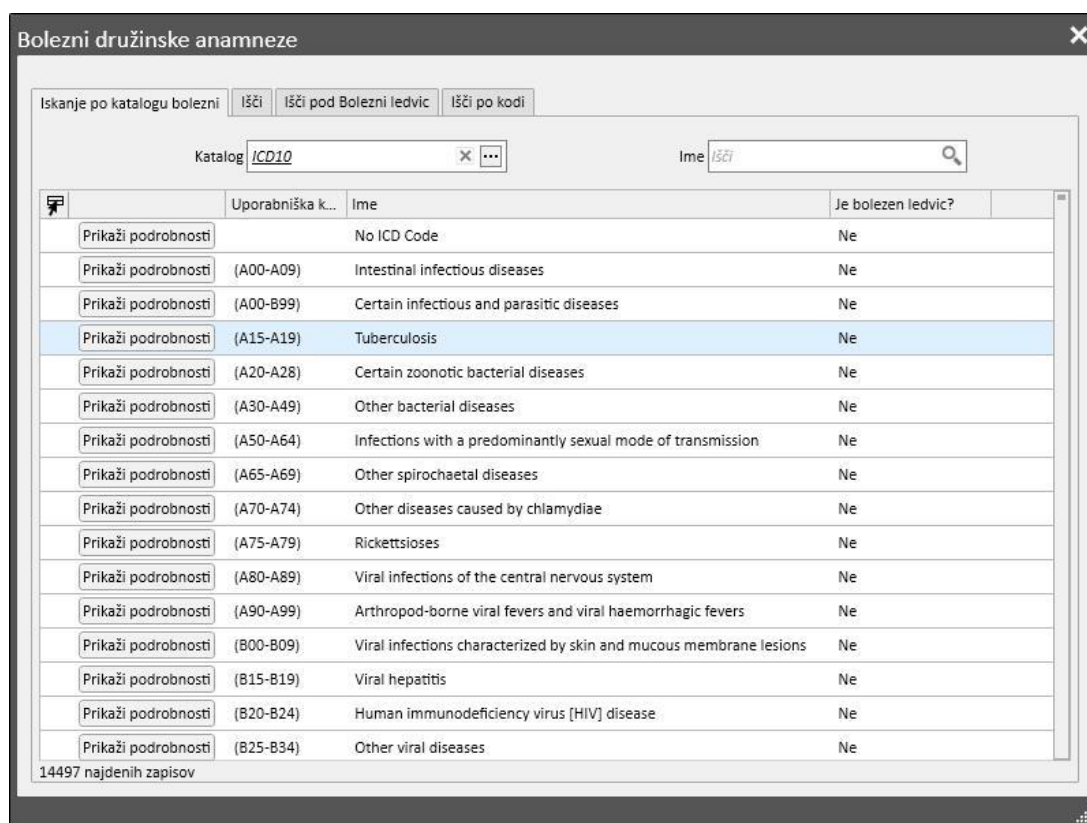 Bolezni družinske anamneze
Iskanje po katalogu bolezni Išči Išči pod Bolezni ledvic Išči po kodi
Katalog ICD10 Ime Išči
Uporabniška k... Ime Je bolezen ledvic?
Prikaži podrobnosti No ICD Code Ne
Prikaži podrobnosti (A00-A09) Intestinal infectious diseases Ne
Prikaži podrobnosti (A00-B99) Certain infectious and parasitic diseases Ne
Prikaži podrobnosti (A15-A19) Tuberculosis Ne
Prikaži podrobnosti (A20-A28) Certain zoonotic bacterial diseases Ne
Prikaži podrobnosti (A30-A49) Other bacterial diseases Ne
Prikaži podrobnosti (A50-A64) Infections with a predominantly sexual mode of transmission Ne
Prikaži podrobnosti (A65-A69) Other spirochaetal diseases Ne
Prikaži podrobnosti (A70-A74) Other diseases caused by chlamydiae Ne
Prikaži podrobnosti (A75-A79) Rickettsioses Ne
Prikaži podrobnosti (A80-A89) Viral infections of the central nervous system Ne
Prikaži podrobnosti (A90-A99) Arthropod-borne viral fevers and viral haemorrhagic fevers Ne
Prikaži podrobnosti (B00-B09) Viral infections characterized by skin and mucous membrane lesions Ne
Prikaži podrobnosti (B15-B19) Viral hepatitis Ne
Prikaži podrobnosti (B20-B24) Human immunodeficiency virus [HIV] disease Ne
Prikaži podrobnosti (B25-B34) Other viral diseases Ne
14497 najdenih zapisov